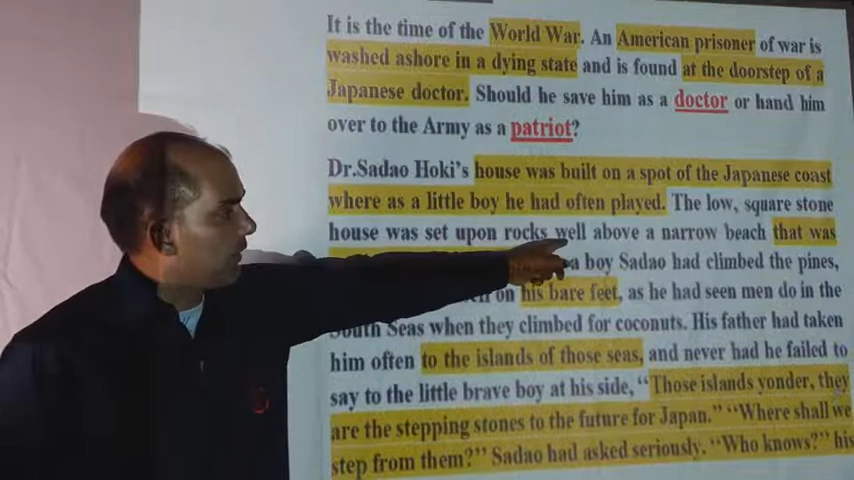 It is the time of the World War. An American prisoner of war is
washed ashore in a dying state and is found at the doorstep of a
Japanese doctor. Should he save him as a doctor or hand him
over to the Army as a patriot?
Dr.Sadao Hoki's house was built on a spot of the Japanese coast
where as a little boy he had often played. The low, square stone
house was set upon rocks well above a narrow beach that was
a boy Sadao had climbed the pines,
on his bare feet, as he had seen men do in the
South Seas when they climbed for coconuts. His father had taken
him often to the islands of those seas, and never had he failed to
say to the little brave boy at his side, “Those islands yonder, they
are the stepping stones to the future for Japan.” “Where shall we
step from them?” Sadao had asked seriously. “Who knows? his